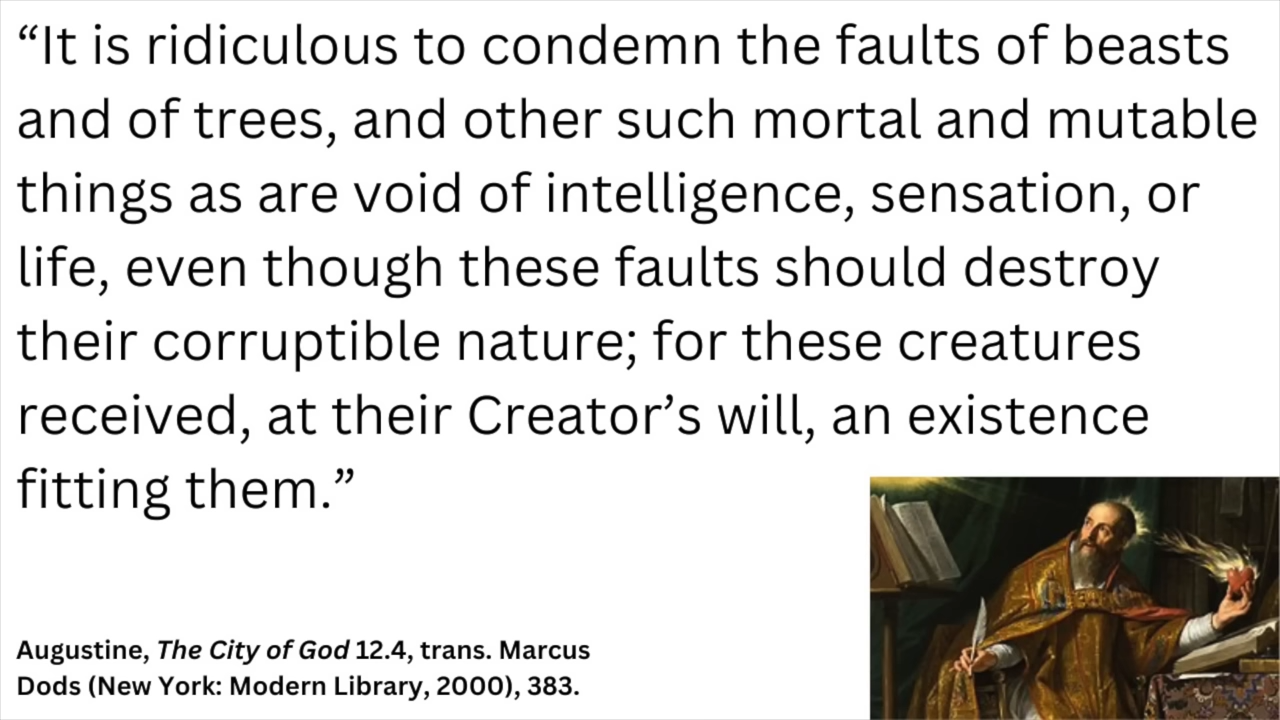 “It is ridiculous to condemn the faults of beasts
and of trees, and other such mortal and mutable
things as are void of intelligence, sensation, or
life, even though these faults should destroy
their corruptible nature; for these creatures
received, at their Creator’s will, an existence
fitting them.”
Augustine, The City of God 12.4, trans. Marcus
Dods (New York: Modern Library, 2000), 383.